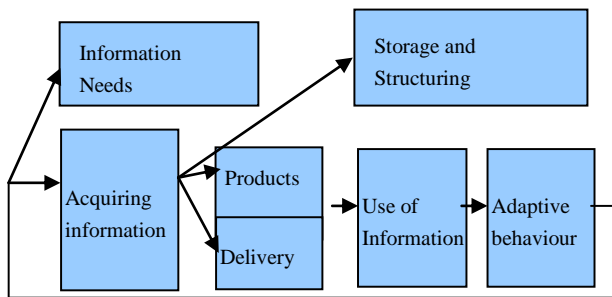 Information
Needs
Storage and
Structuring
Acquiring
information
Products
Delivery
Use of
Information
Adaptive
behaviour